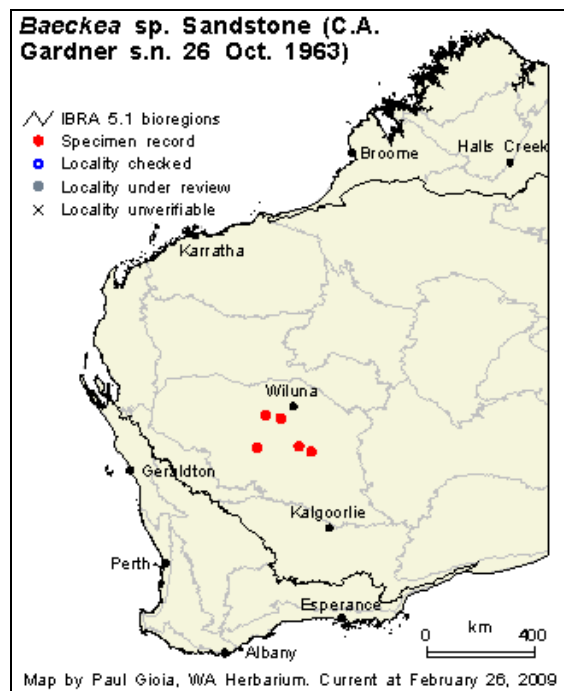 Baeckea sp. Sandstone (C.A.
Gardner s.n. 26 Oct. 1963)
IBRA 5.1 bioregions
Specimen record
Locality checked
Locality under review
Locality unverifiable
Broome
Halls Creek
Karratha
Wiluna
Geraldton
Kalgoorlie
Perth
Esperance
Albany
km
0 400
Map by Paul Gioia, WA Herbarium. Current at February 26, 2009